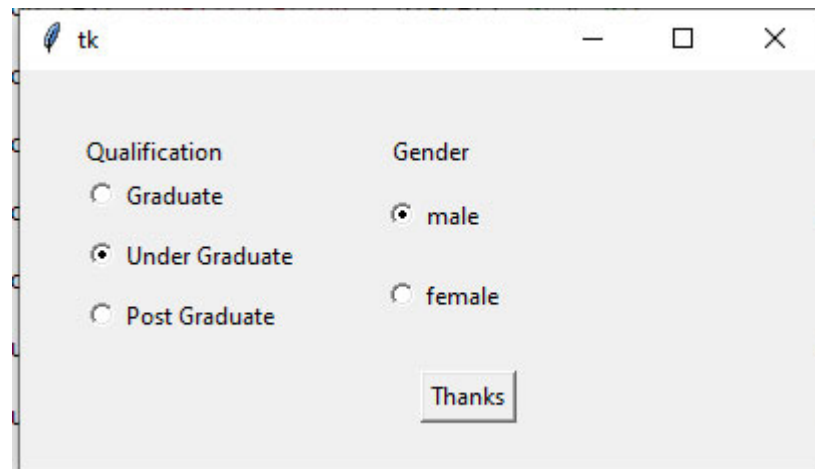 tk
Qualification
Graduate
Under Graduate
Post Graduate
Gender
male
female
Thanks